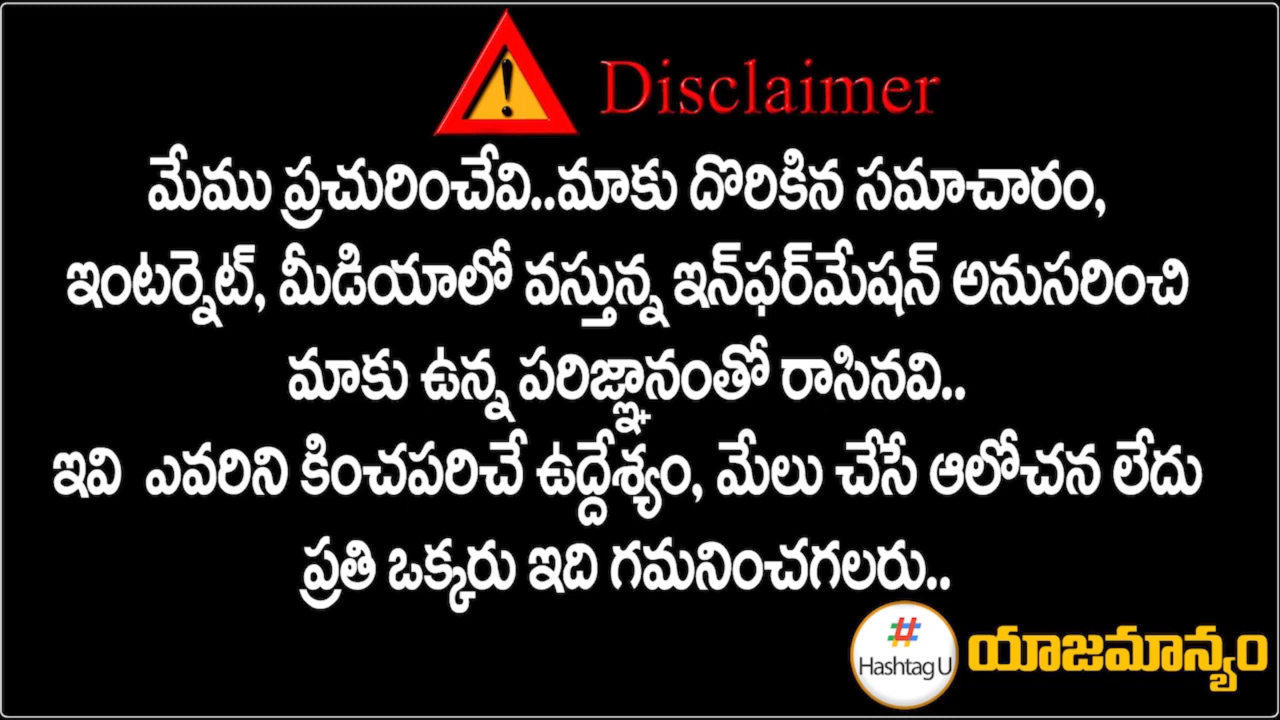 Disclaimer
మేము ప్రచురించేవి..మాకు దొరికిన సమాచారం,
ఇంటర్నెట్, మీడియాలో వస్తున్న ఇన్‌ఫర్‌మేషన్ అనుసరించి
మాకు ఉన్న పరిజ్ఞానంతో రాసినవి..
ఇవి ఎవరిని కించపరిచే ఉద్దేశ్యం, మేలు చేసే ఆలోచన లేదు
ప్రతి ఒక్కరు ఇది గమనించగలరు..
#
Hashtag U
యాజమాన్యం